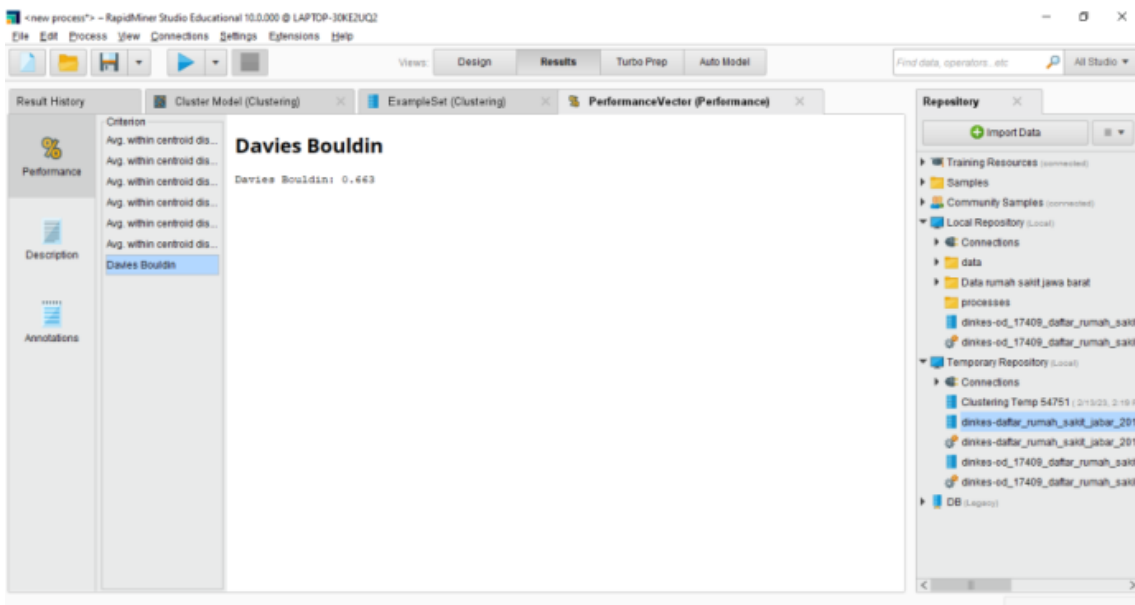 <new process*> – RapidMiner Studio Educational 10.0.000 @ LAPTOP-30KE2UQ2
File Edit Process View Connections Settings Extensions Help
Views: Design Results Turbo Prep Auto Model
Find data, operators...etc
All Studio
Result History
Cluster Model (Clustering)
ExampleSet (Clustering)
PerformanceVector (Performance)
Performance
Description
Annotations
Criterion
Avg. within centroid dis...
Avg. within centroid dis...
Avg. within centroid dis...
Avg. within centroid dis...
Avg. within centroid dis...
Avg. within centroid dis...
Davies Bouldin
Davies Bouldin
Davies Bouldin: 0.663
Repository
Import Data
Training Resources (connected)
Samples
Community Samples (connected)
Local Repository (Local)
Connections
data
Data rumah sakit jawa barat
processes
dinkes-od_17409_daftar_rumah_saki
dinkes-od_17409_daftar_rumah_saki
Temporary Repository (Local)
Connections
Clustering Temp 54751 (2/13/23, 2:19 P
dinkes-daftar_rumah_sakit_jabar_201
dinkes-daftar_rumah_sakit_jabar_201
dinkes-od_17409_daftar_rumah_saki
dinkes-od_17409_daftar_rumah_saki
DB (Legacy)